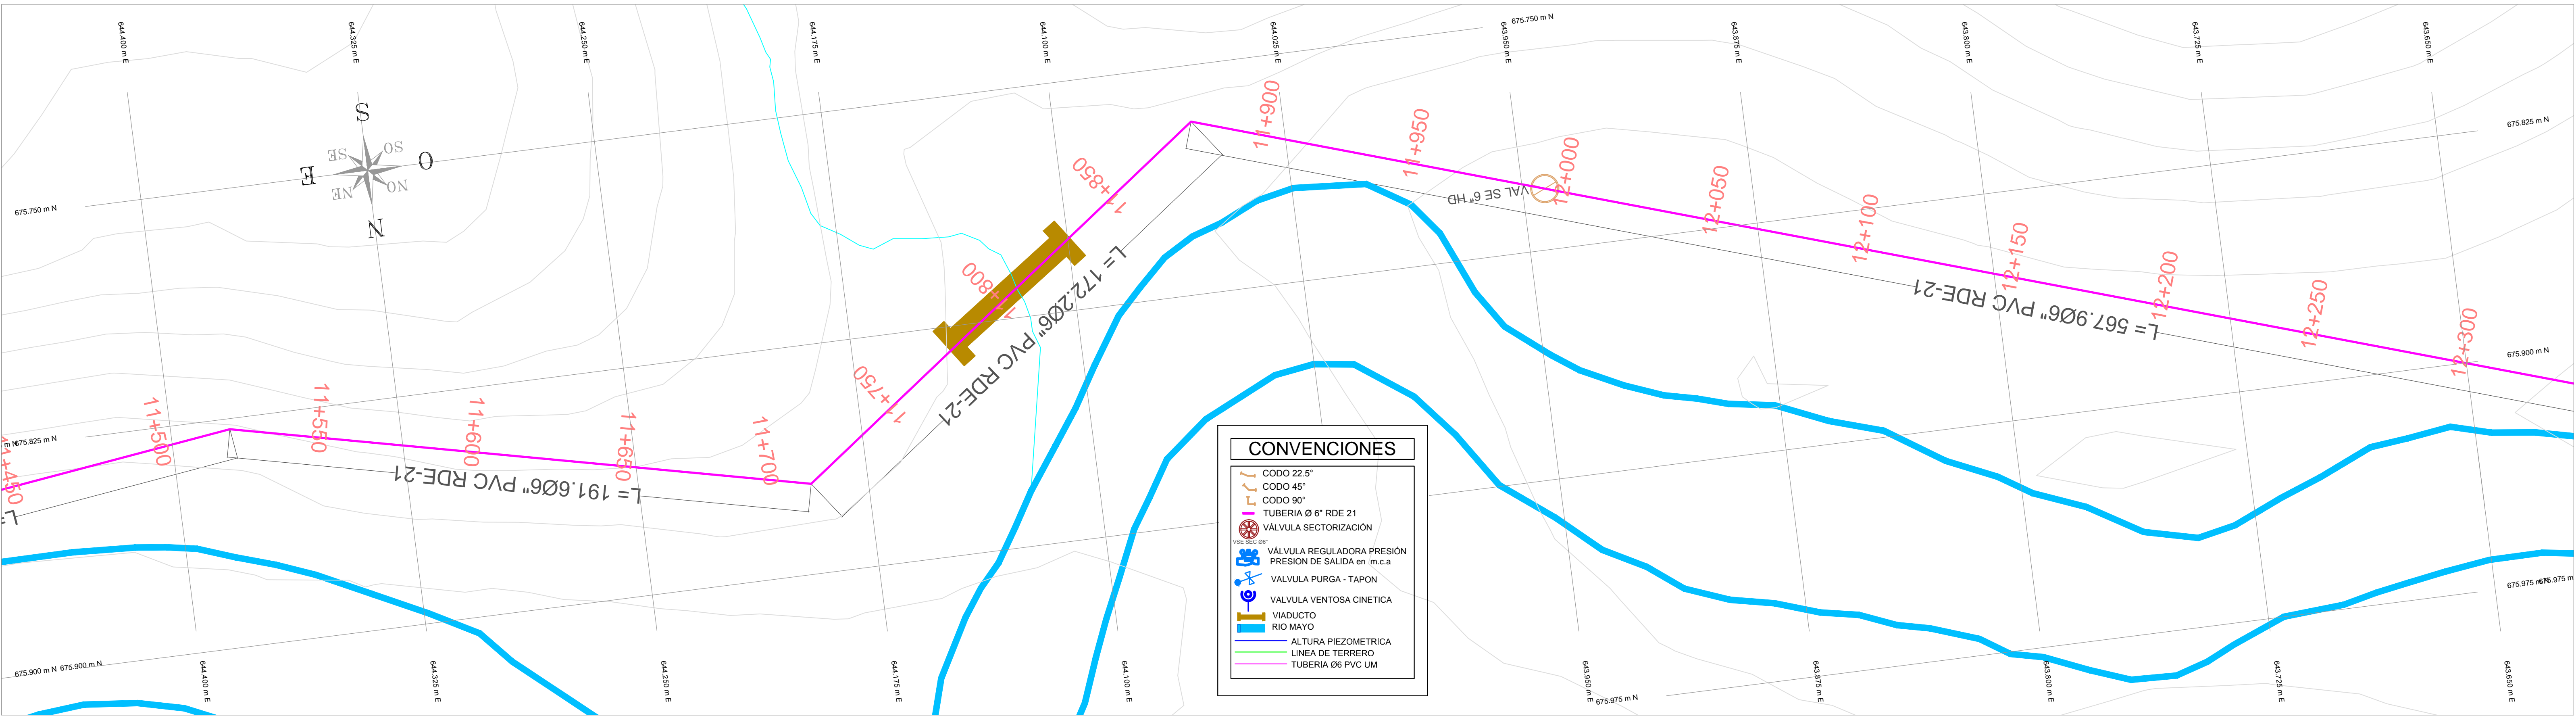 644.400 m E
644.325 m E
644.250 m E
644.175 m E
644.100 m E
644.025 m E
643.950 m E
643.875 m E
643.800 m E
643.725 m E
643.650 m E
675.750 m N
675.825 m N
675.750 m N
S
SE
SO
E
O
NE
NO
N
11+900
11+950
12+000
12+050
12+100
12+150
12+200
12+250
12+300
VAL SE 6" HD
L= 567.9Ø6" PVC RDE-21
675.900 m N
11+850
1+800
11+750
L= 172.2Ø6" PVC RDE-21
m N
675.825 m N
11+450
11+500
11+550
11+600
11+650
11+700
L= 191.6Ø6" PVC RDE-21
L=
CONVENCIONES
CODO 22.5°
CODO 45°
CODO 90°
TUBERIA Ø 6" RDE 21
VÁLVULA SECTORIZACIÓN
VSE SEC Ø6"
VÁLVULA REGULADORA PRESIÓN
PRESION DE SALIDA en m.c.a
VALVULA PURGA - TAPON
VALVULA VENTOSA CINETICA
VIADUCTO
RIO MAYO
ALTURA PIEZOMETRICA
LINEA DE TERRERO
TUBERIA Ø6 PVC UM
675.975 m N
675.975 m
675.900 m N
675.900 m N
675.975 m N
644.400 m E
644.325 m E
644.250 m E
644.175 m E
644.100 m E
643.950 m E
643.875 m E
643.800 m E
643.725 m E
643.650 m E